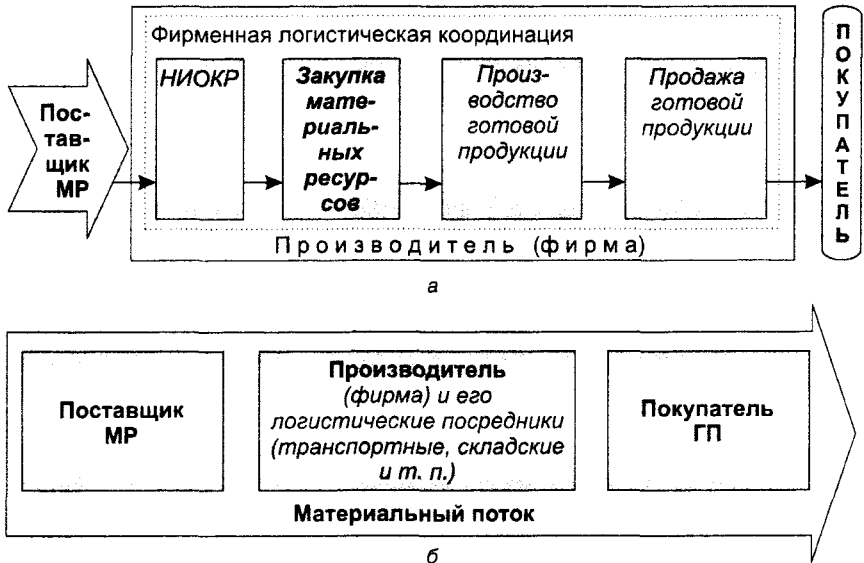 Фирменная логистическая координация
Пос-
тав-
щик
МР
НИОКР
Закупка
мате-
риаль-
ных
ресур-
сов
Произ-
водство
готовой
продукции
Продажа
готовой
продукции
ПОКУПАТЕЛЬ
Производитель (фирма)
а
Поставщик
МР
Производитель
(фирма) и его
логистические посредники
(транспортные, складские
и т. п.)
Покупатель
ГП
Материальный поток
б